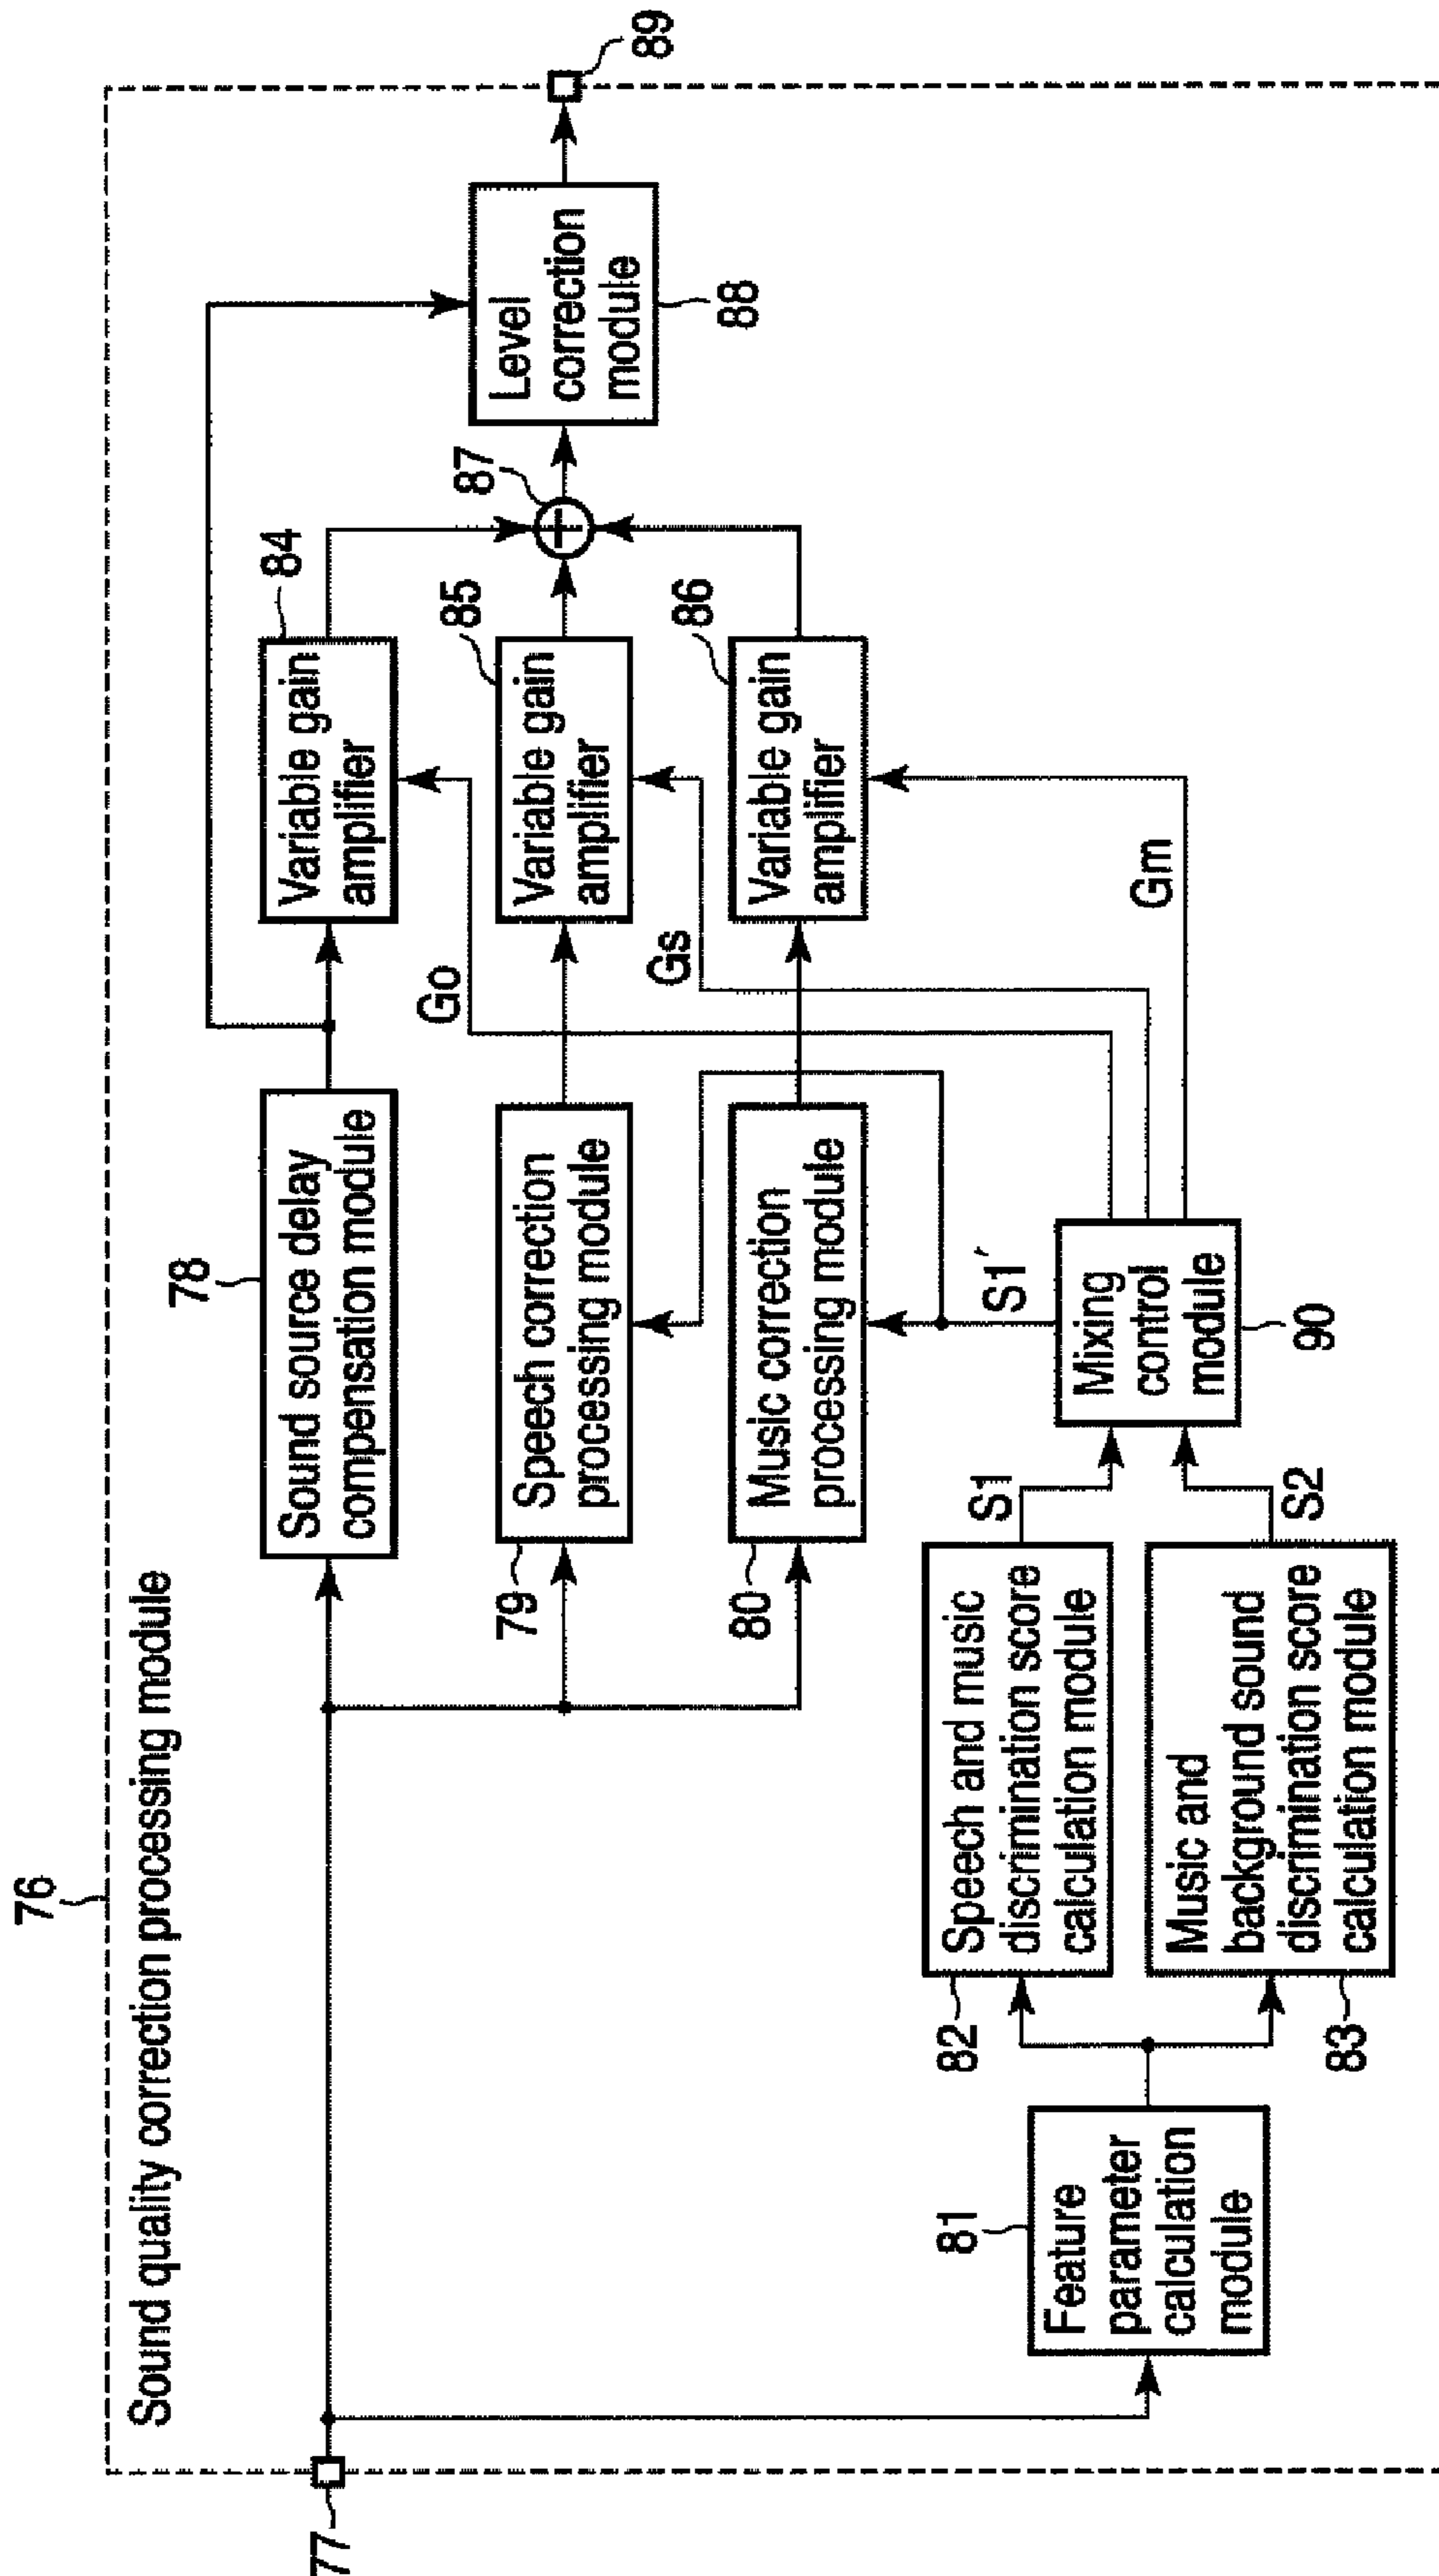 76
Sound quality correction processing module
77
78
Sound source delay
compensation module
84
Variable gain
amplifier
79
Speech correction
processing module
85
Variable gain
amplifier
80
Music correction
processing module
86
Variable gain
amplifier
87
Level
correction
module
88
89
Go
Gs
Gm
81
Feature
parameter
calculation
module
82
Speech and music
discrimination score
calculation module
83
Music and
background sound
discrimination score
calculation module
S1
S2
S1′
Mixing
control
module
90